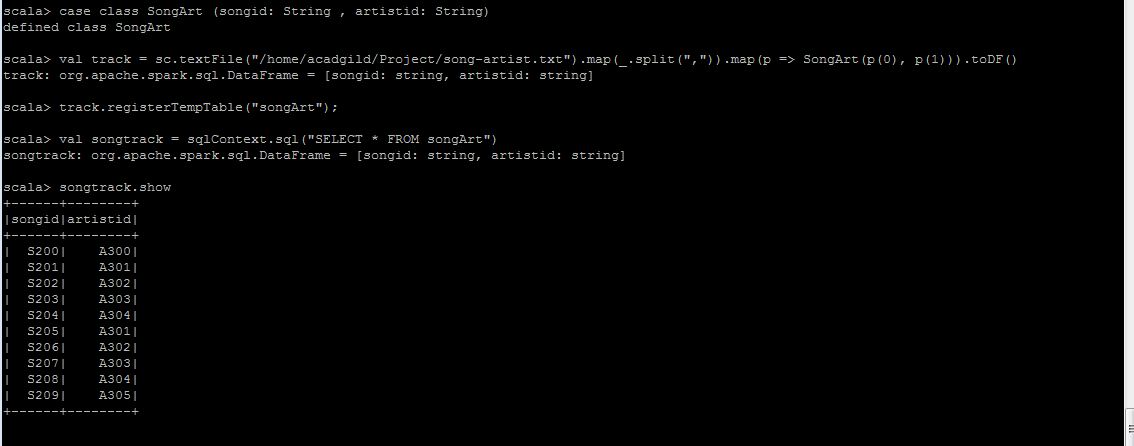 scala> case class SongArt (songid: String , artistid: String)
defined class SongArt
scala> val track = sc.textFile("/home/acadgild/Project/song-artist.txt").map(_.split(",")).map(p => SongArt(p(0), p(1))).toDF()
track: org.apache.spark.sql.DataFrame = [songid: string, artistid: string]
scala> track.registerTempTable("songArt");
scala> val songtrack = sqlContext.sql("SELECT * FROM songArt")
songtrack: org.apache.spark.sql.DataFrame = [songid: string, artistid: string]
scala> songtrack.show
+------+--------+
|songid|artistid|
+------+--------+
|  S200|    A300|
|  S201|    A301|
|  S202|    A302|
|  S203|    A303|
|  S204|    A304|
|  S205|    A301|
|  S206|    A302|
|  S207|    A303|
|  S208|    A304|
|  S209|    A305|
+------+--------+